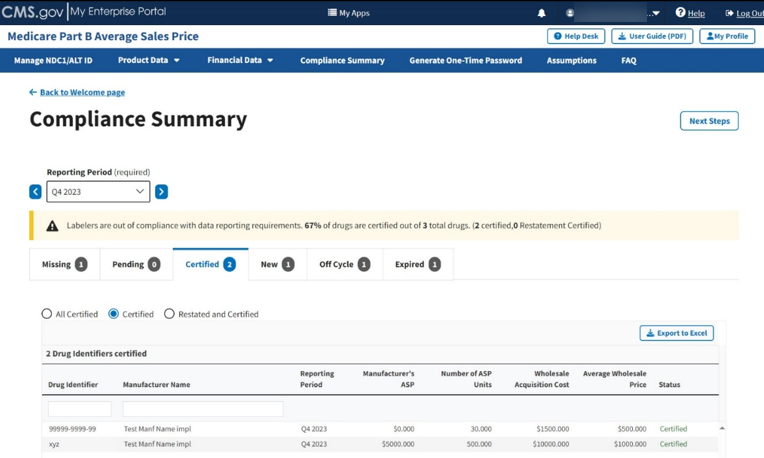 CMS.gov | My Enterprise Portal
My Apps
... Help Log Out
Medicare Part B Average Sales Price
Help Desk User Guide (PDF) My Profile
Manage NDC1/ALT ID Product Data Financial Data Compliance Summary Generate One-Time Password Assumptions FAQ
Back to Welcome page
Compliance Summary
Next Steps
Reporting Period (required)
Q4 2023
Labelers are out of compliance with data reporting requirements. 67% of drugs are certified out of 3 total drugs. (2 certified,0 Restatement Certified)
Missing 1 Pending 0 Certified 2 New 1 Off Cycle 1 Expired 1
All Certified Certified Restated and Certified
Export to Excel
2 Drug Identifiers certified
Drug Identifier Manufacturer Name Reporting Period Manufacturer's ASP Number of ASP Units Wholesale Acquisition Cost Average Wholesale Price Status
99999-9999-99 Test Manf Name impl Q4 2023 $0.000 30.000 $1500.000 $500.000 Certified
xyz Test Manf Name impl Q4 2023 $5000.000 500.000 $10000.000 $1000.000 Certified